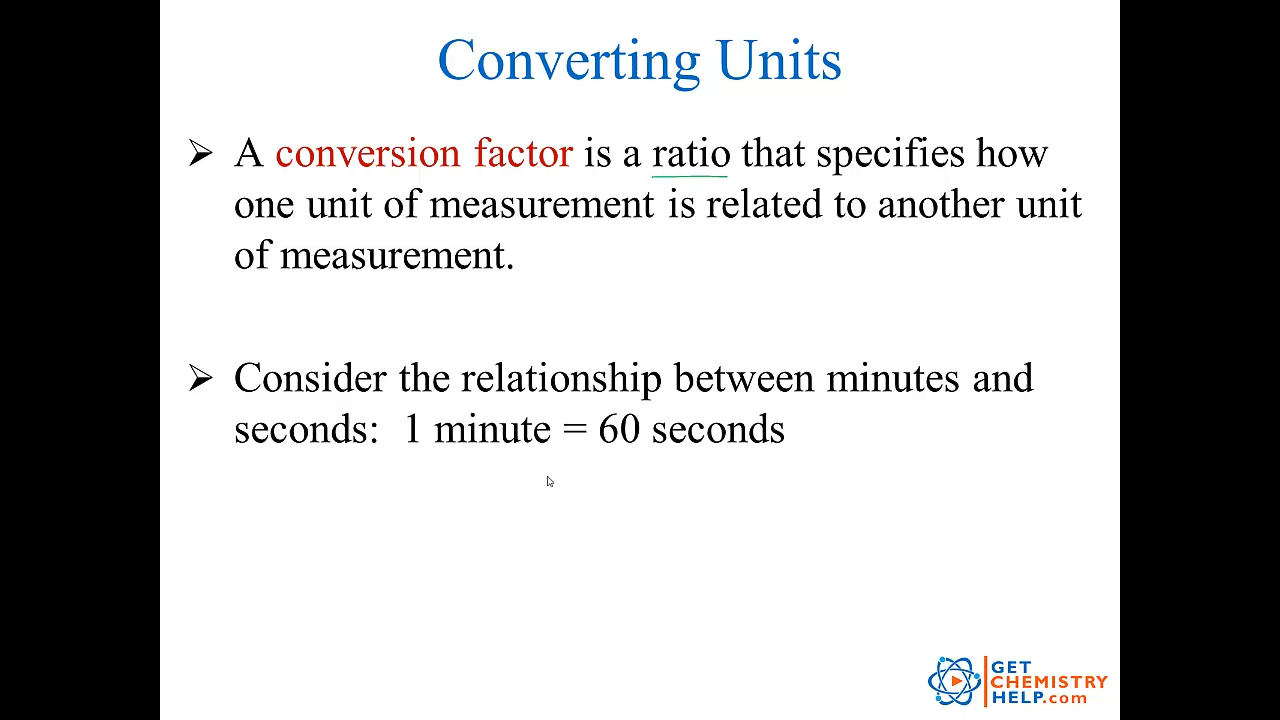 Converting Units
➢ A conversion factor is a ratio that specifies how
one unit of measurement is related to another unit
of measurement.
➢ Consider the relationship between minutes and
seconds: 1 minute = 60 seconds
GET
CHEMISTRY
HELP.com